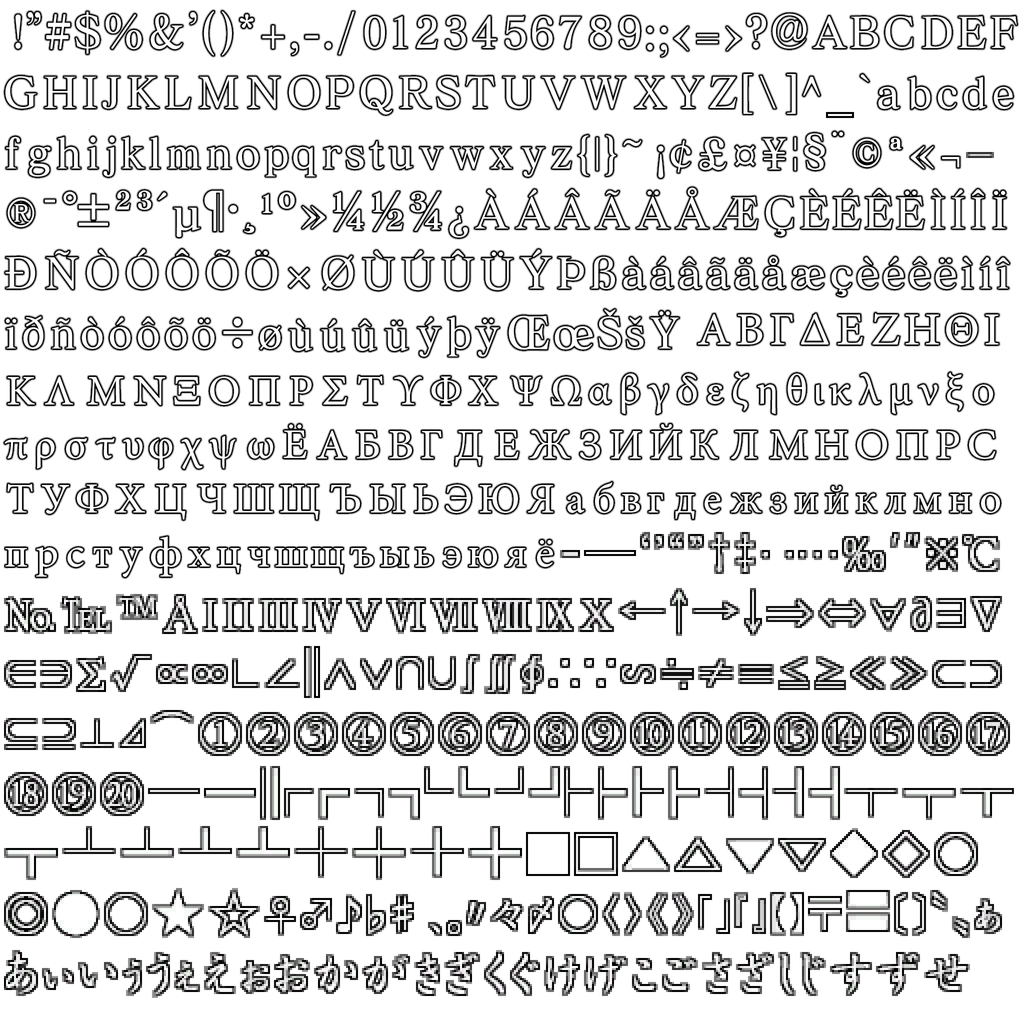 !”#$%&’()*+,-./0123456789:;<=>?@ABCDEF
GHIJKLMNOPQRSTUVWXYZ[\]^_`abcde
fghijklmnopqrstuvwxyz{|}~¡¢£¤¥¦§¨©ª«¬—
®¯°±²³´µ¶·¸¹º»¼½¾¿ÀÁÂÃÄÅÆÇÈÉÊËÌÍÎÏ
ÐÑÒÓÔÕÖ×ØÙÚÛÜÝÞßàáâãäåæçèéêëìíî
ïðñòóôõö÷øùúûüýþÿŒœŠšŸ ΑΒΓΔΕΖΗΘΙ
ΚΛΜΝΞΟΠΡΣΤΥΦΧΨΩαβγδεζηθικλμνξο
πρστυφχψωЁАБВГДЕЖЗИЙКЛМНОПРС
ТУФХЦЧШЩЪЫЬЭЮЯабвгдежзийклмно
прстуфхцчшщъыьэюяё–—‘’“”†‡·‥…‰′″※℃
№℡™ÅⅠⅡⅢⅣⅤⅥⅦⅧⅨⅩ←↑→↓⇒⇔∀∂∃∇
∈∋∑√∝∞∟∠∥∧∨∩∪∫∬∮∴∵∷∽≒≠≡≦≧≪≫⊂⊃
⊆⊇⊥⊿⌒①②③④⑤⑥⑦⑧⑨⑩⑪⑫⑬⑭⑮⑯⑰
⑱⑲⑳─━║┌┏┐┓└┗┘┛├┝┠┣┤┥┨┫┬┯┰
┳┴┷┸┻┼┿╂╋■□▲△▼▽◆◇○
◎●◯★☆♀♂♪♭♯、。〃々〆〇〈〉《》「」『』【】〒〓〔〕〝〟ぁ
あぃいぅうぇえぉおかがきぎくぐけげこごさざしじすずせ